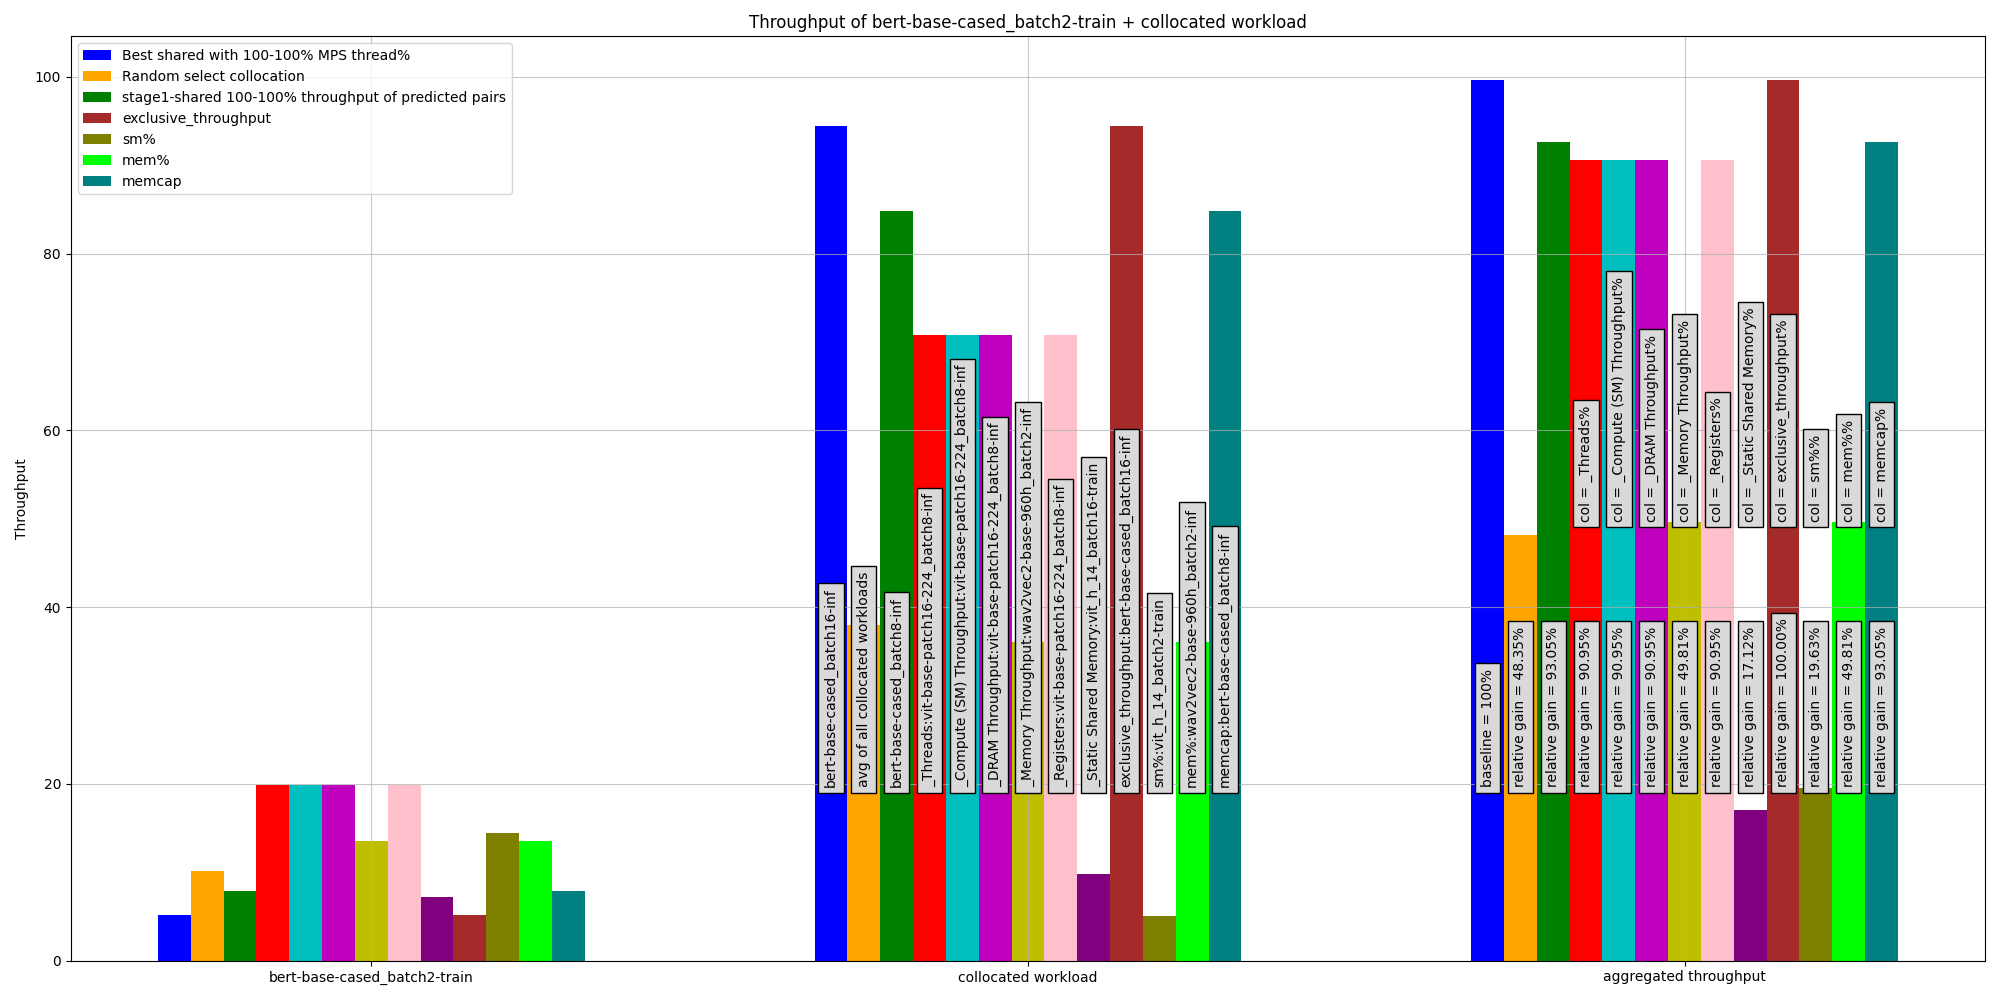 Throughput of bert-base-cased_batch2-train + collocated workload
Best shared with 100-100% MPS thread%
Random select collocation
stage1-shared 100-100% throughput of predicted pairs
exclusive_throughput
sm%
mem%
memcap
Throughput
100
80
60
40
20
0
bert-base-cased_batch16-inf
avg of all collocated workloads
bert-base-cased_batch8-inf
_Threads:vit-base-patch16-224_batch8-inf
_Compute (SM) Throughput:vit-base-patch16-224_batch8-inf
_DRAM Throughput:vit-base-patch16-224_batch8-inf
_Memory Throughput:wav2vec2-base-960h_batch2-inf
_Registers:vit-base-patch16-224_batch8-inf
_Static Shared Memory:vit_h_14_batch16-train
exclusive_throughput:bert-base-cased_batch16-inf
sm%:vit_h_14_batch2-train
mem%:wav2vec2-base-960h_batch2-inf
memcap:bert-base-cased_batch8-inf
col = _Threads%
col = _Compute (SM) Throughput%
col = _DRAM Throughput%
col = _Memory Throughput%
col = _Registers%
col = _Static Shared Memory%
col = exclusive_throughput%
col = sm%%
col = mem%%
col = memcap%
baseline = 100%
relative gain = 48.35%
relative gain = 93.05%
relative gain = 90.95%
relative gain = 90.95%
relative gain = 90.95%
relative gain = 49.81%
relative gain = 90.95%
relative gain = 17.12%
relative gain = 100.00%
relative gain = 19.63%
relative gain = 49.81%
relative gain = 93.05%
bert-base-cased_batch2-train
collocated workload
aggregated throughput